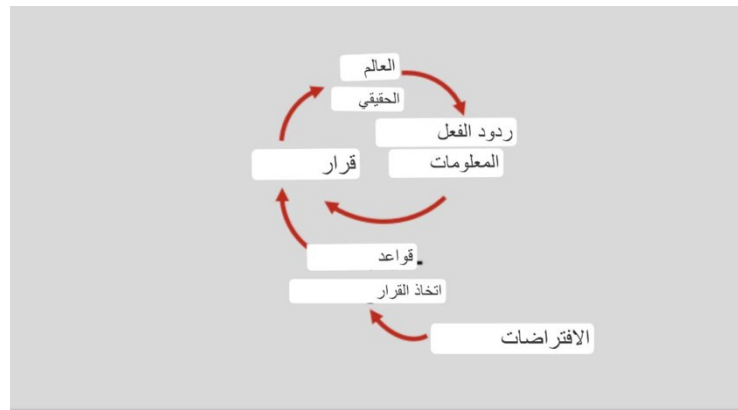 العالم
الحقيقي
ردود الفعل
المعلومات
قرار
قواعد
اتخاذ القرار
الافتراضات